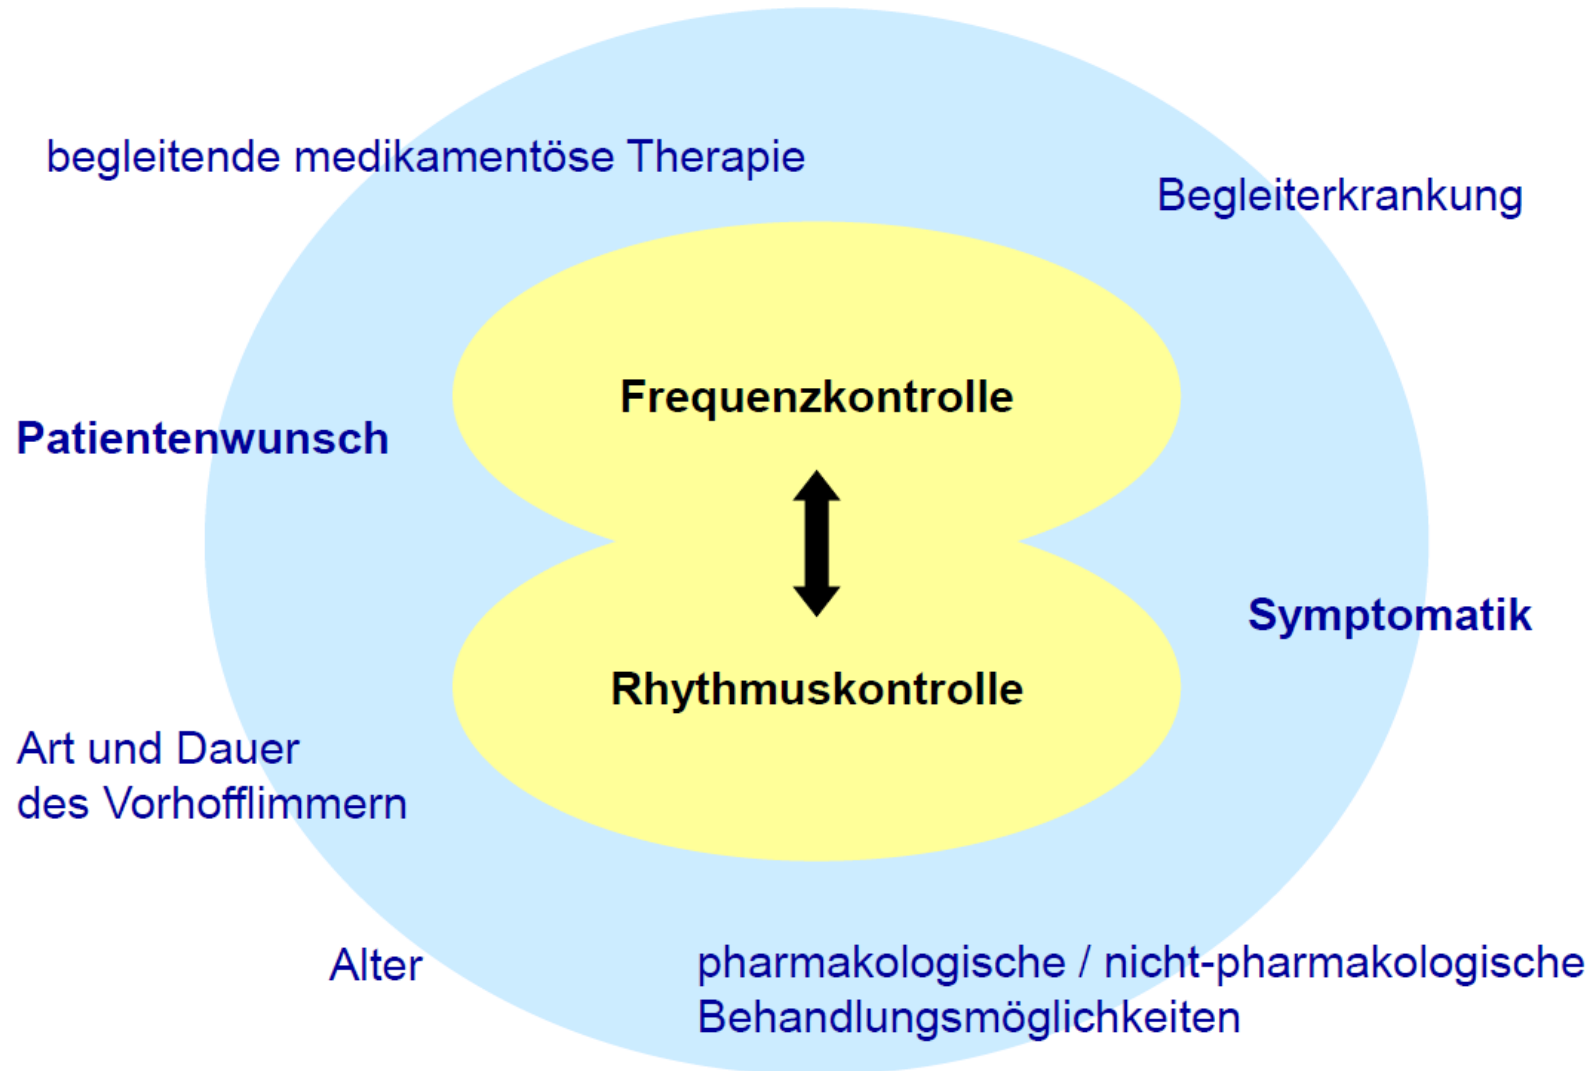 begleitende medikamentöse Therapie
Begleiterkrankung
Frequenzkontrolle
Patientenwunsch
Symptomatik
Rhythmuskontrolle
Art und Dauer
des Vorhofflimmern
Alter
pharmakologische / nicht-pharmakologische
Behandlungsmöglichkeiten